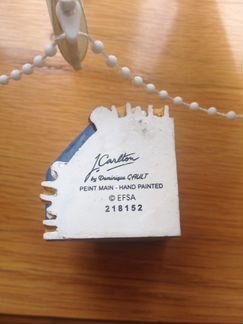 J. Carlton
by Dominique GAULT
PEINT MAIN - HAND PAINTED
© EFSA
218152